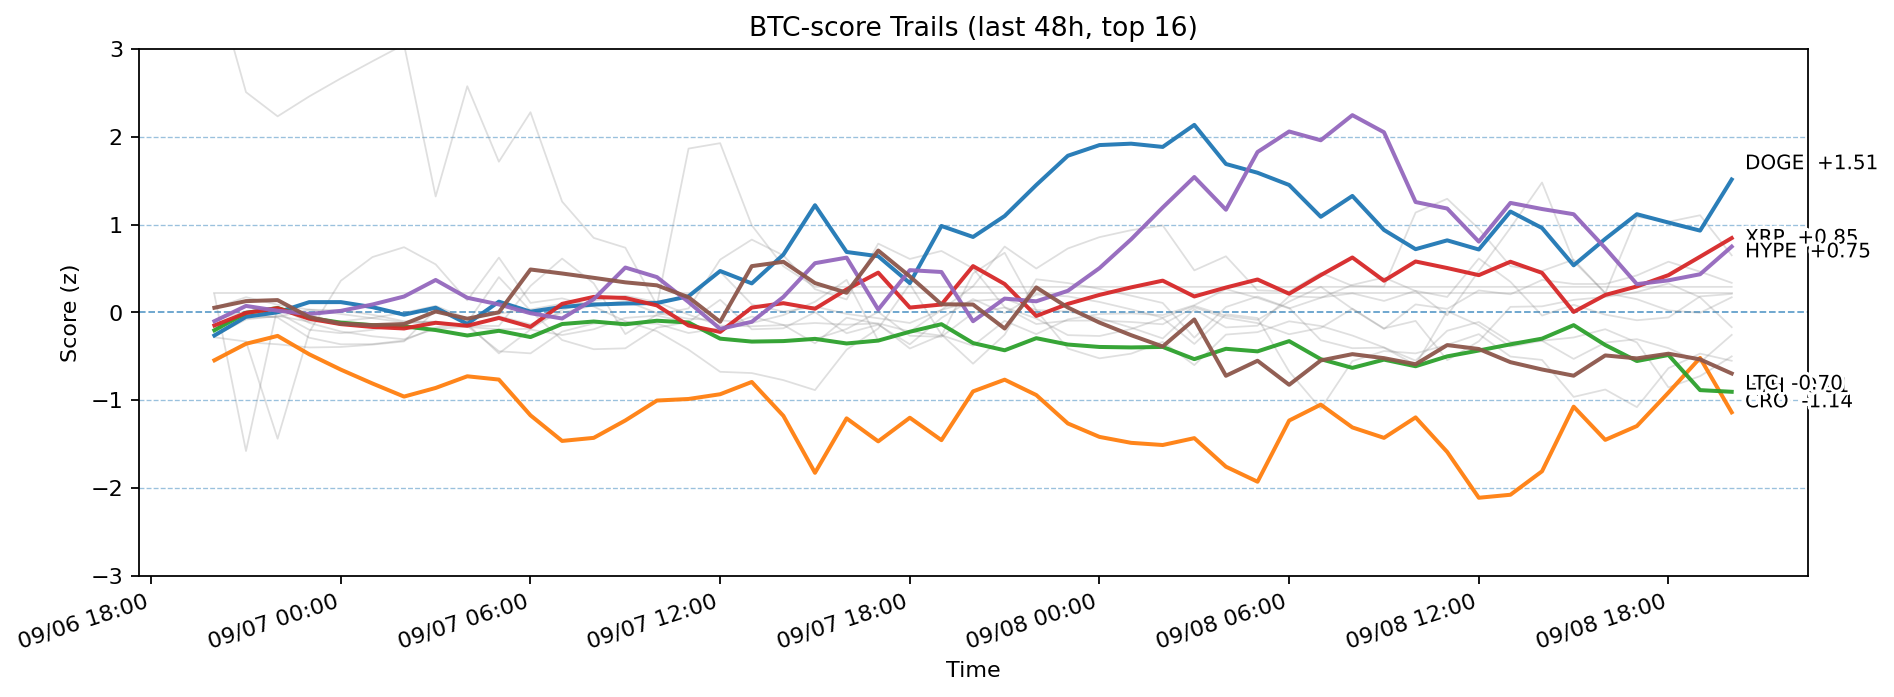 BTC-score Trails (last 48h, top 16)
Score (z)
3
2
1
0
−1
−2
−3
DOGE +1.51
XRP +0.85
HYPE +0.75
LTC -0.70
CRO -1.14
09/06 18:00
09/07 00:00
09/07 06:00
09/07 12:00
09/07 18:00
09/08 00:00
09/08 06:00
09/08 12:00
09/08 18:00
Time